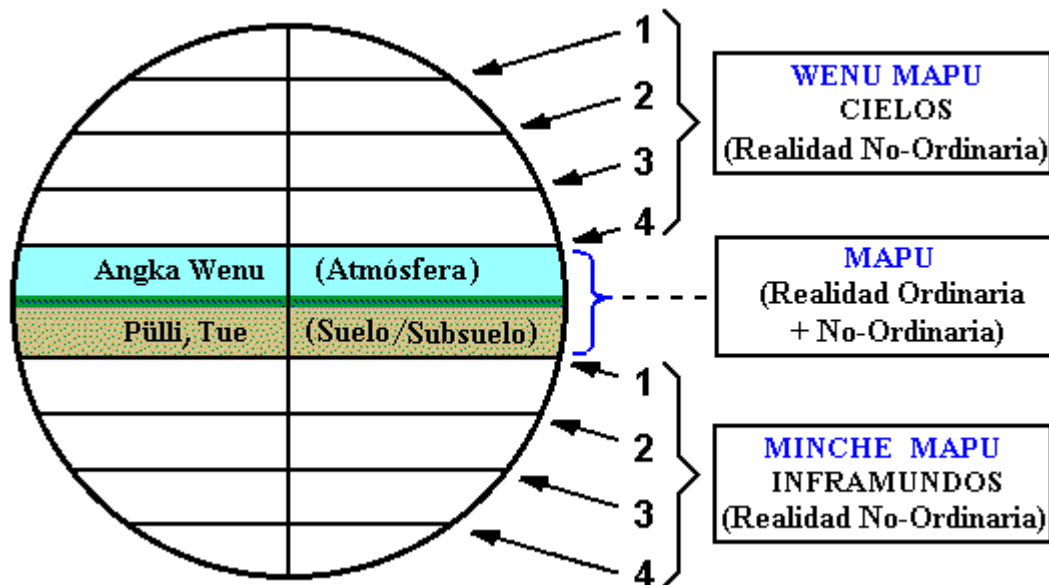 1
2
3
4
WENU MAPU
CIELOS
(Realidad No-Ordinaria)
Angka Wenu (Atmósfera)
Pülli, Tue (Suelo/Subsuelo)
MAPU
(Realidad Ordinaria
+ No-Ordinaria)
1
2
3
4
MINCHE MAPU
INFRAMUNDOS
(Realidad No-Ordinaria)